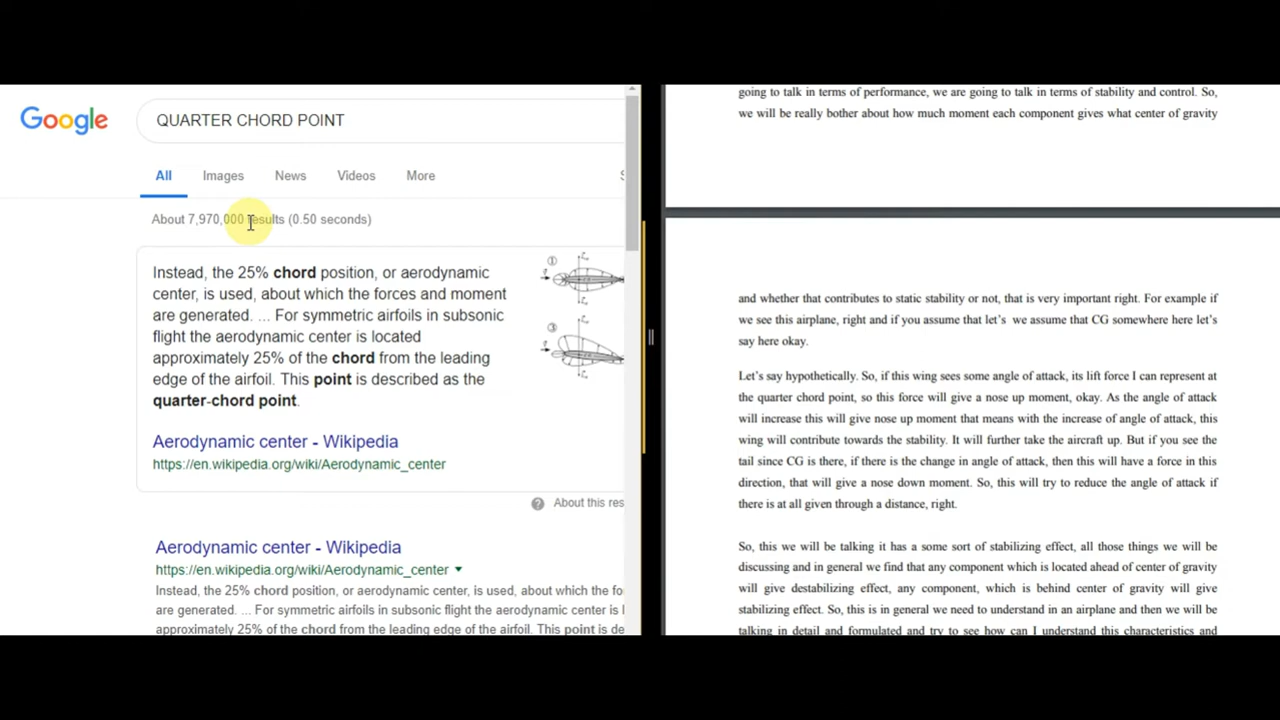 Google
QUARTER CHORD POINT
All Images News Videos More
About 7,970,000 results (0.50 seconds)
Instead, the 25% chord position, or aerodynamic
center, is used, about which the forces and moment
are generated. ... For symmetric airfoils in subsonic
flight the aerodynamic center is located
approximately 25% of the chord from the leading
edge of the airfoil. This point is described as the
quarter-chord point.
Aerodynamic center - Wikipedia
https://en.wikipedia.org/wiki/Aerodynamic_center
About this res
Aerodynamic center - Wikipedia
https://en.wikipedia.org/wiki/Aerodynamic_center
Instead, the 25% chord position, or aerodynamic center, is used, about which the fo
are generated. ... For symmetric airfoils in subsonic flight the aerodynamic center is l
approximately 25% of the chord from the leading edge of the airfoil. This point is de
going to talk in terms of performance, we are going to talk in terms of stability and control. So,
we will be really bother about how much moment each component gives what center of gravity
and whether that contributes to static stability or not, that is very important right. For example if
we see this airplane, right and if you assume that let's we assume that CG somewhere here let's
say here okay.
Let's say hypothetically. So, if this wing sees some angle of attack, its lift force I can represent at
the quarter chord point, so this force will give a nose up moment, okay. As the angle of attack
will increase this will give nose up moment that means with the increase of angle of attack, this
wing will contribute towards the stability. It will further take the aircraft up. But if you see the
tail since CG is there, if there is the change in angle of attack, then this will have a force in this
direction, that will give a nose down moment. So, this will try to reduce the angle of attack if
there is at all given through a distance, right.
So, this we will be talking it has a some sort of stabilizing effect, all those things we will be
discussing and in general we find that any component which is located ahead of center of gravity
will give destabilizing effect, any component, which is behind center of gravity will give
stabilizing effect. So, this is in general we need to understand in an airplane and then we will be
talking in detail and formulated and try to see how can I understand this characteristics and